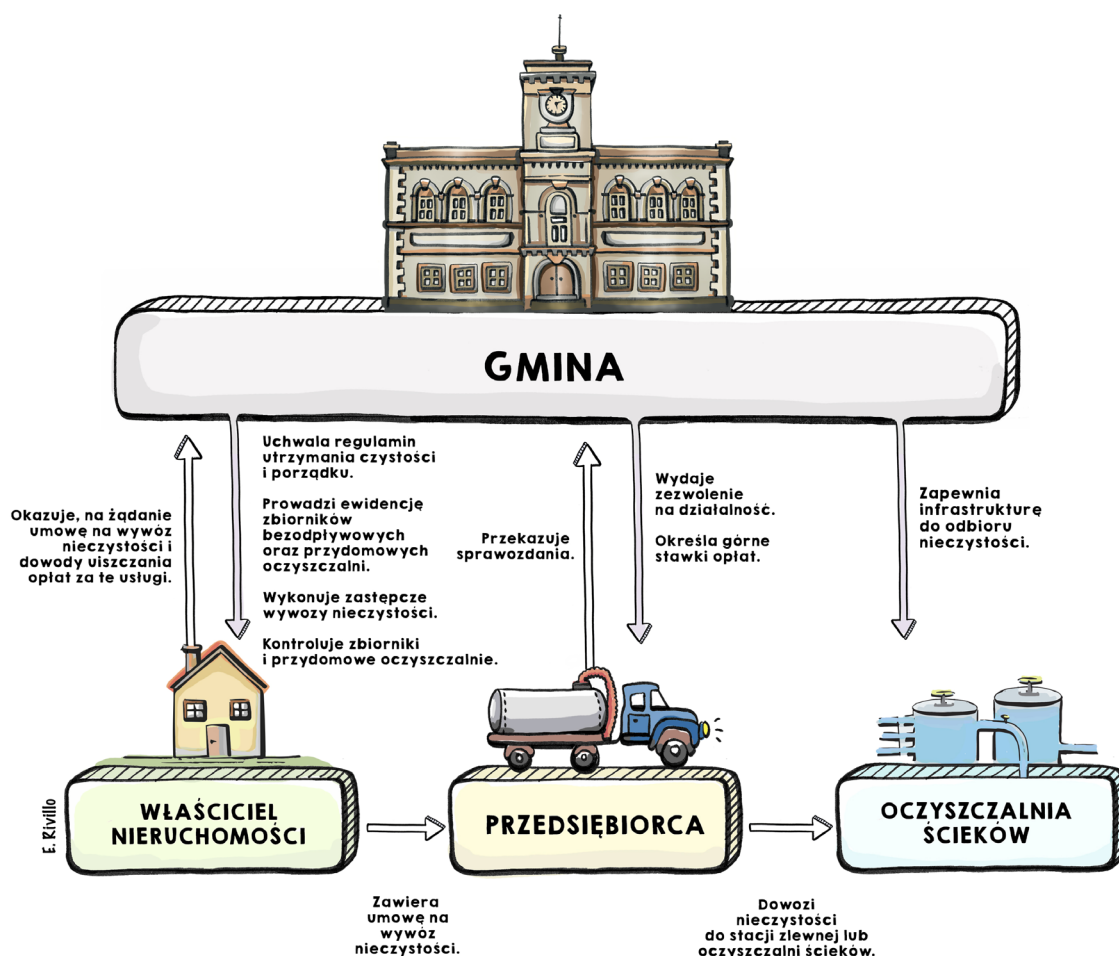 GMINA
Okazuje, na żądanie
umowę na wywóz
nieczystości i
dowody uiszczania
opłat za te usługi.
Uchwala regulamin
utrzymania czystości
i porządku.
Prowadzi ewidencję
zbiorników
bezodpływowych
oraz przydomowych
oczyszczalni.
Wykonuje zastępcze
wywozy nieczystości.
Kontroluje zbiorniki
i przydomowe oczyszczalnie.
Przekazuje
sprawozdania.
Wydaje
zezwolenie
na działalność.
Określa górne
stawki opłat.
Zapewnia
infrastrukturę
do odbioru
nieczystości.
E. Rivillo
WŁAŚCICIEL
NIERUCHOMOŚCI
PRZEDSIĘBIORCA
OCZYSZCZALNIA
ŚCIEKÓW
Zawiera
umowę na
wywóz
nieczystości.
Dowozi
nieczystości
do stacji zlewnej lub
oczyszczalni ścieków.